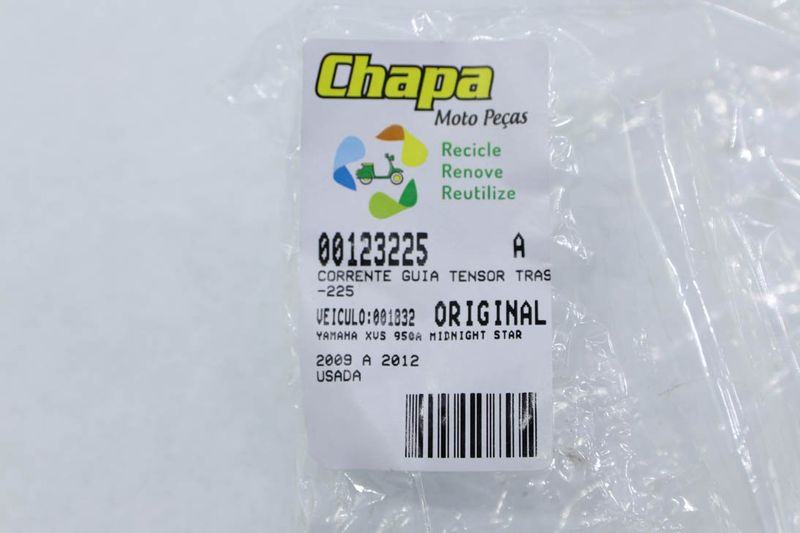 Chapa
Moto Peças
Recicle
Renove
Reutilize
00123225 A
CORRENTE GUIA TENSOR TRAS
-225
VEICULO:001832 ORIGINAL
YAMAHA XVS 950A MIDNIGHT STAR
2009 A 2012
USADA